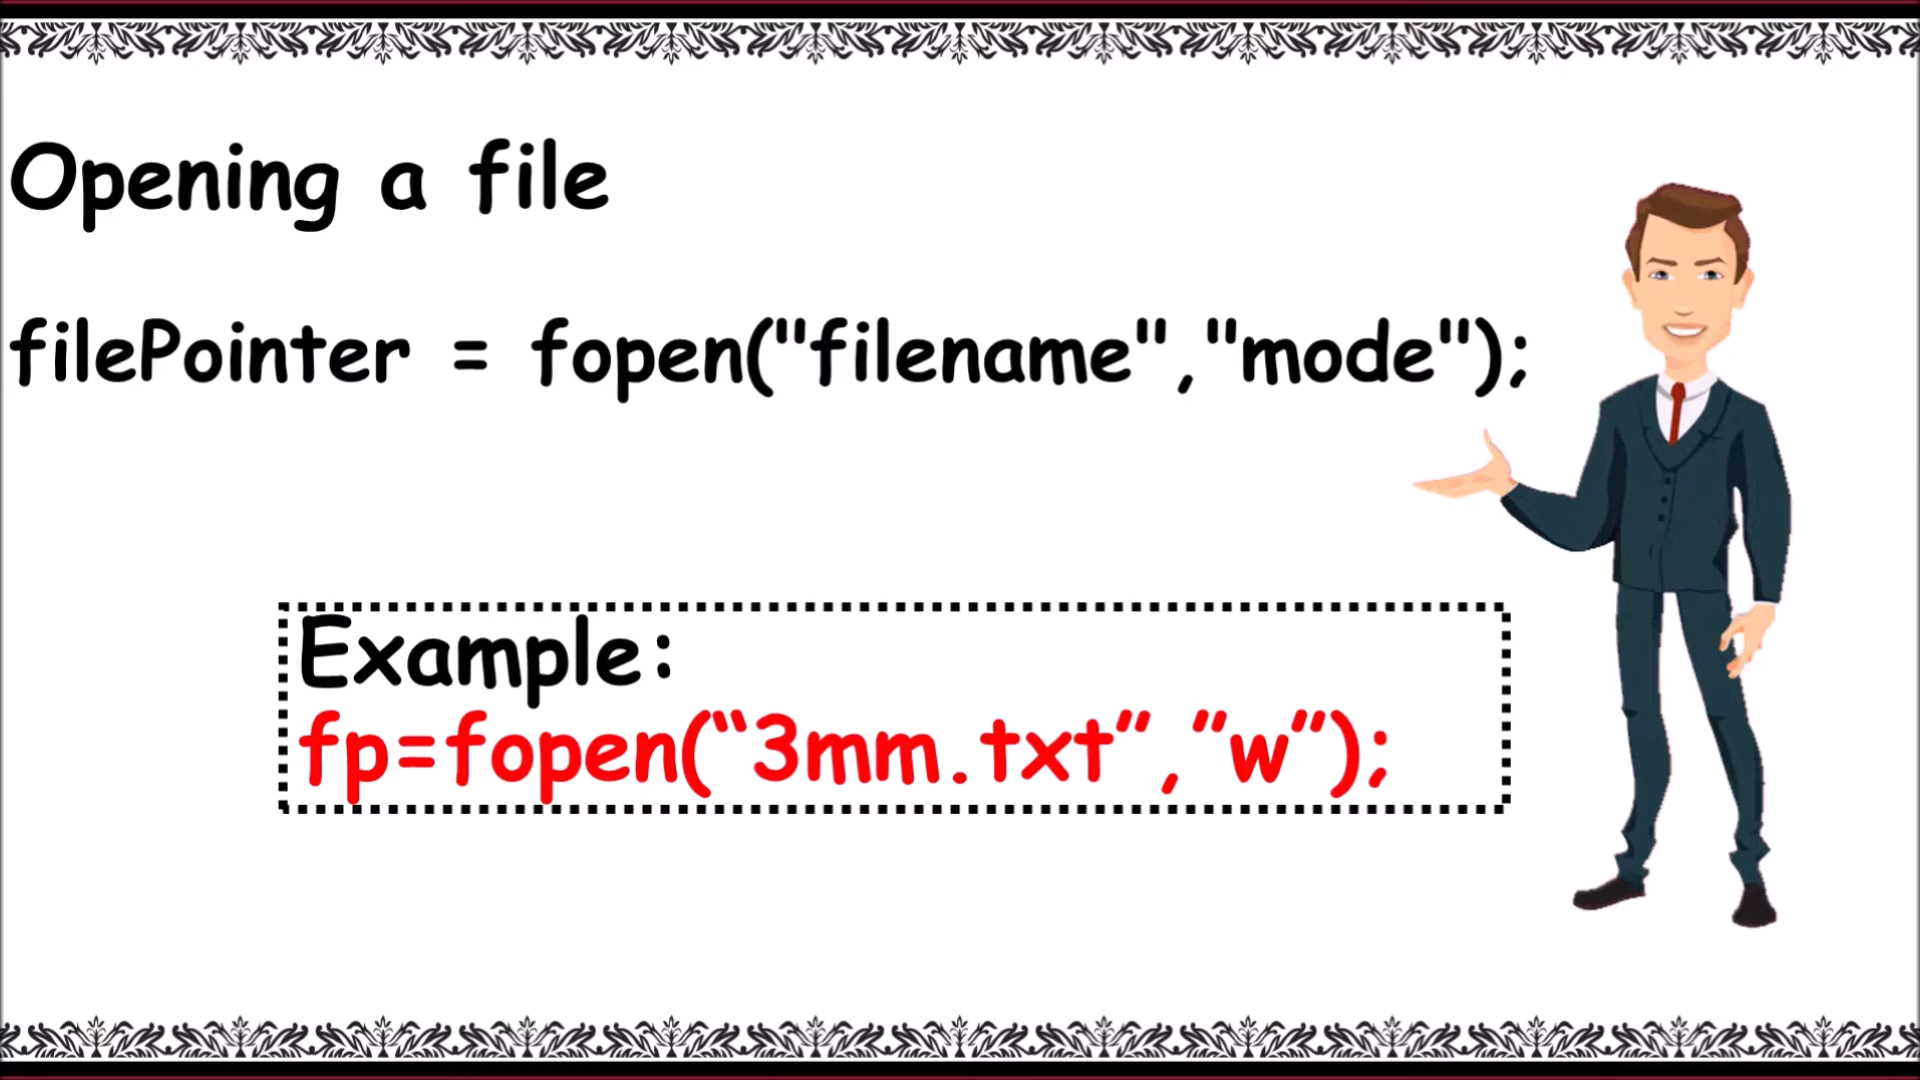 Opening a file
filePointer = fopen("filename","mode");
Example:
fp=fopen(“3mm.txt”,”w”);